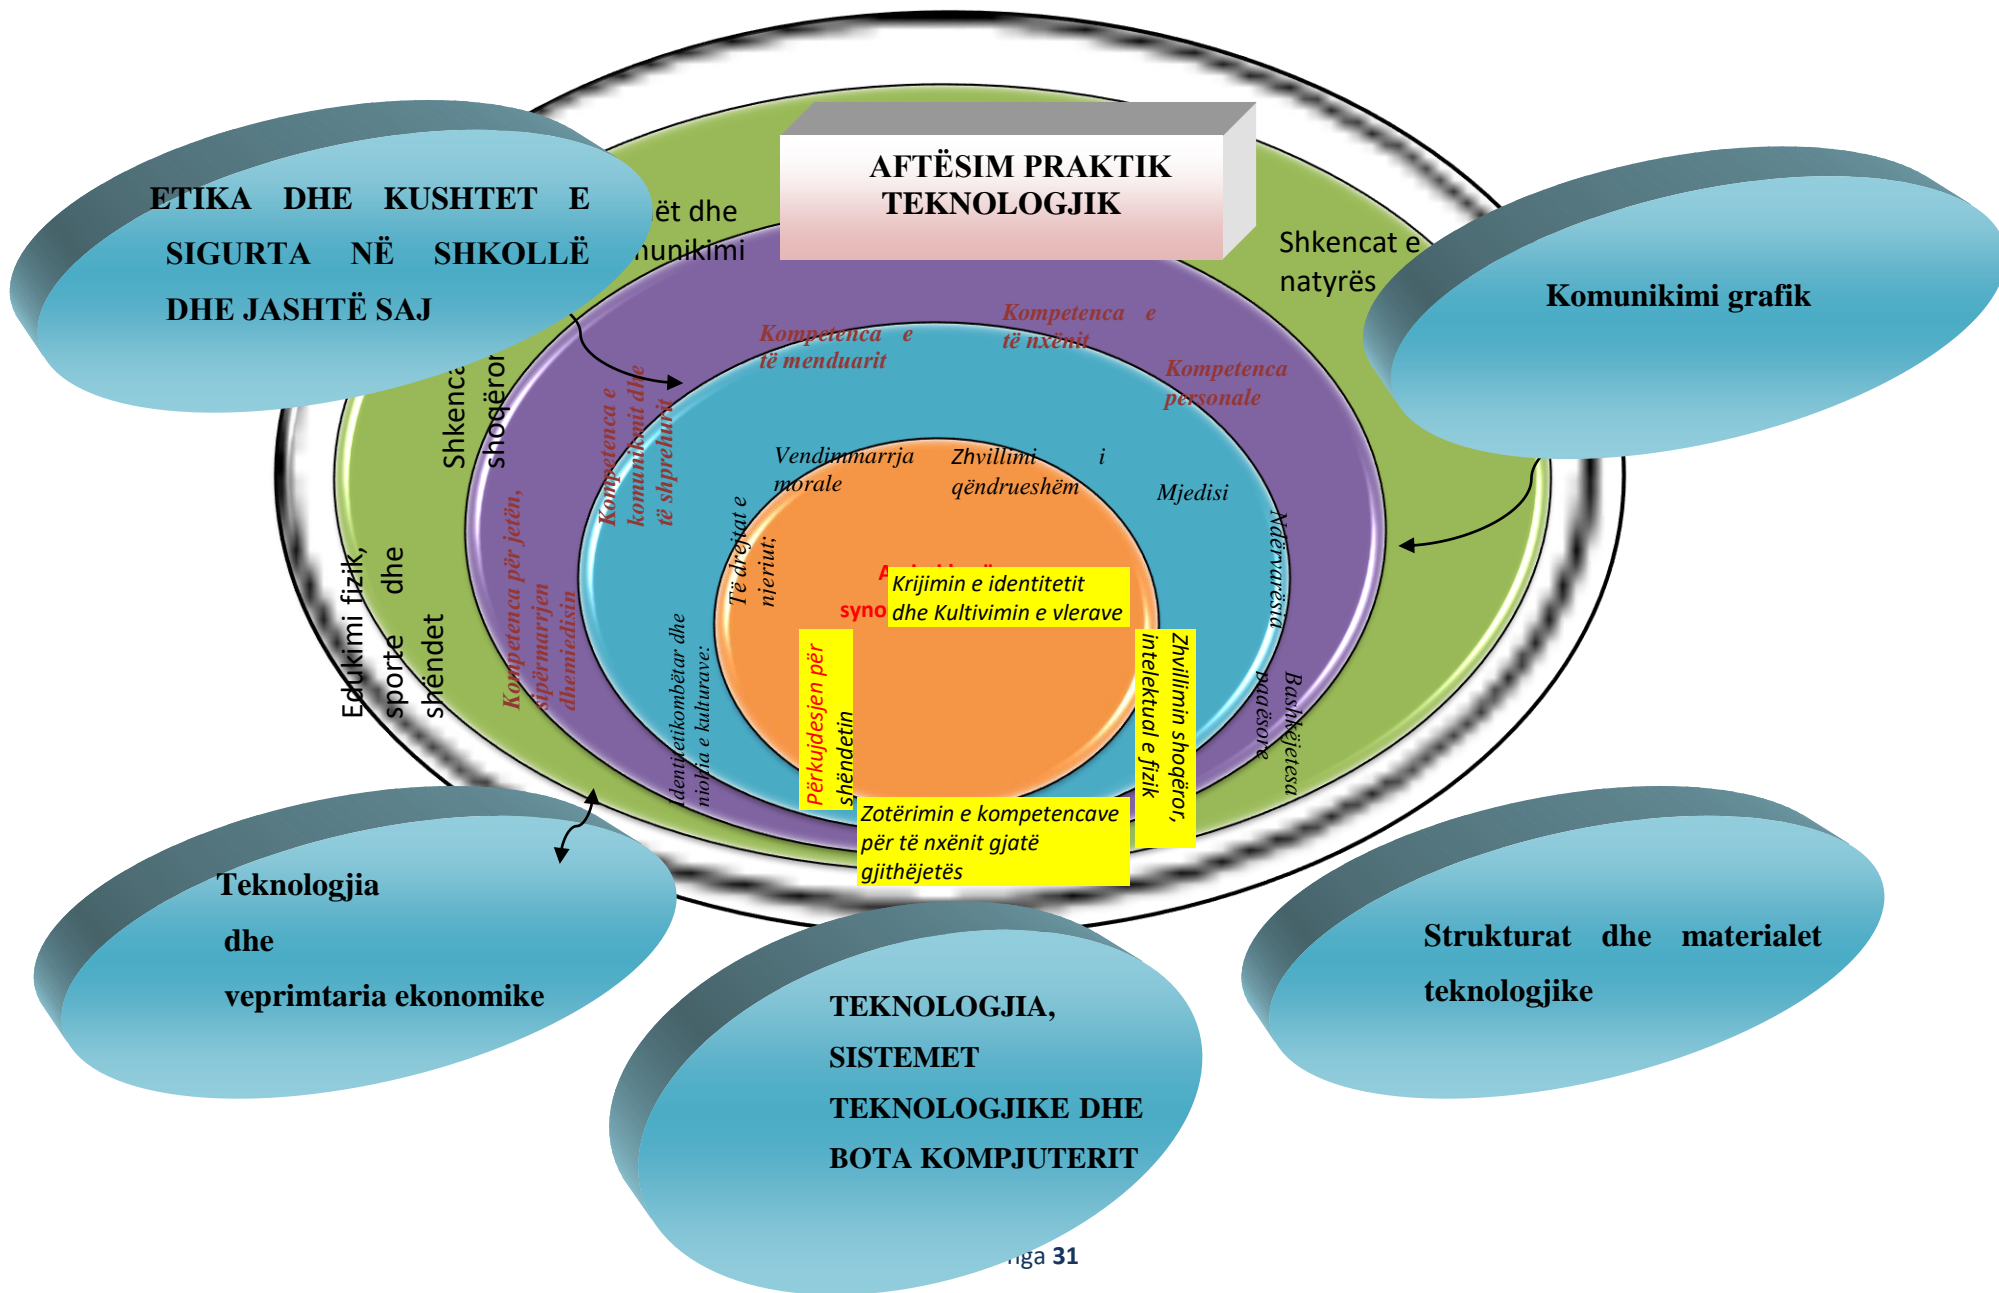 AFTËSIM PRAKTIK
TEKNOLOGJIK
ETIKA DHE KUSHTET E
SIGURTA NË SHKOLLË
DHE JASHTË SAJ
dhe
Shkencat e
natyrës
Komunikimi grafik
Kompetenca e
të menduarit
Kompetenca e
të nxënit
Kompetenca
personale
Kompetenca e
komunikimit dhe
të shprehurit
Kompetenca për jetën,
sipërmarrjen
dhemjedisin
Edukimi fizik,
sporte dhe
shëndet
Vendimmarrja
morale
Zhvillimi i
qëndrueshëm
Mjedisi
Ndërvarësia
Bashkëjetesa
paqësore
Të drejtat e
njeriut;
Identitetikombëtar dhe
njohja e kulturave:
Krijimin e identitetit
dhe Kultivimin e vlerave
Përkujdesjen për
shëndetin
Zhvillimin shoqëror,
intelektual e fizik
Zotërimin e kompetencave
për të nxënit gjatë
gjithëjetës
Teknologjia
dhe
veprimtaria ekonomike
TEKNOLOGJIA,
SISTEMET
TEKNOLOGJIKE DHE
BOTA KOMPJUTERIT
Strukturat dhe materialet
teknologjike
nga 31